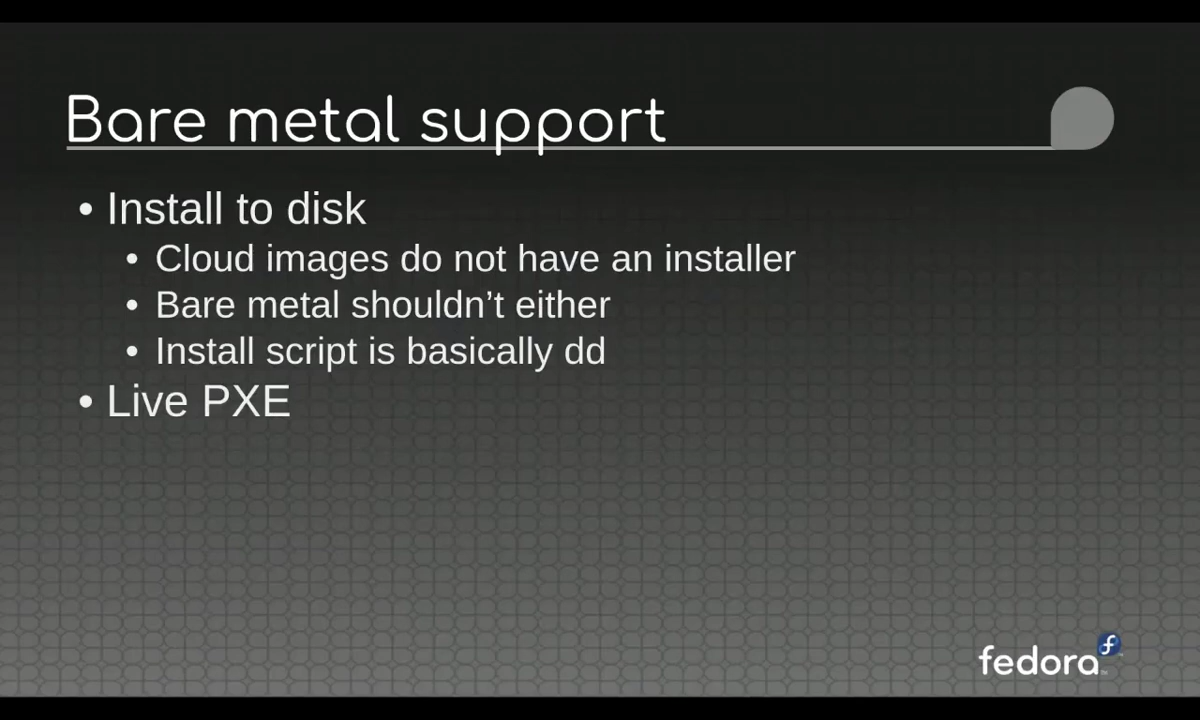 Bare metal support
• Install to disk
• Cloud images do not have an installer
• Bare metal shouldn’t either
• Install script is basically dd
• Live PXE
fedora